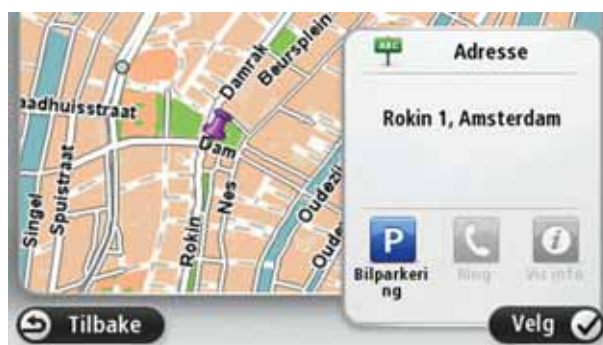 Damrak
Beursplein
aadhuisstraat
Dam
Singel
Spuistraat
Rokin
Nes
Oudezij
Oude
ABC
Adresse
Rokin 1, Amsterdam
P
Bilparkeri
ng
Ring
i
Vis info
Tilbake
Velg